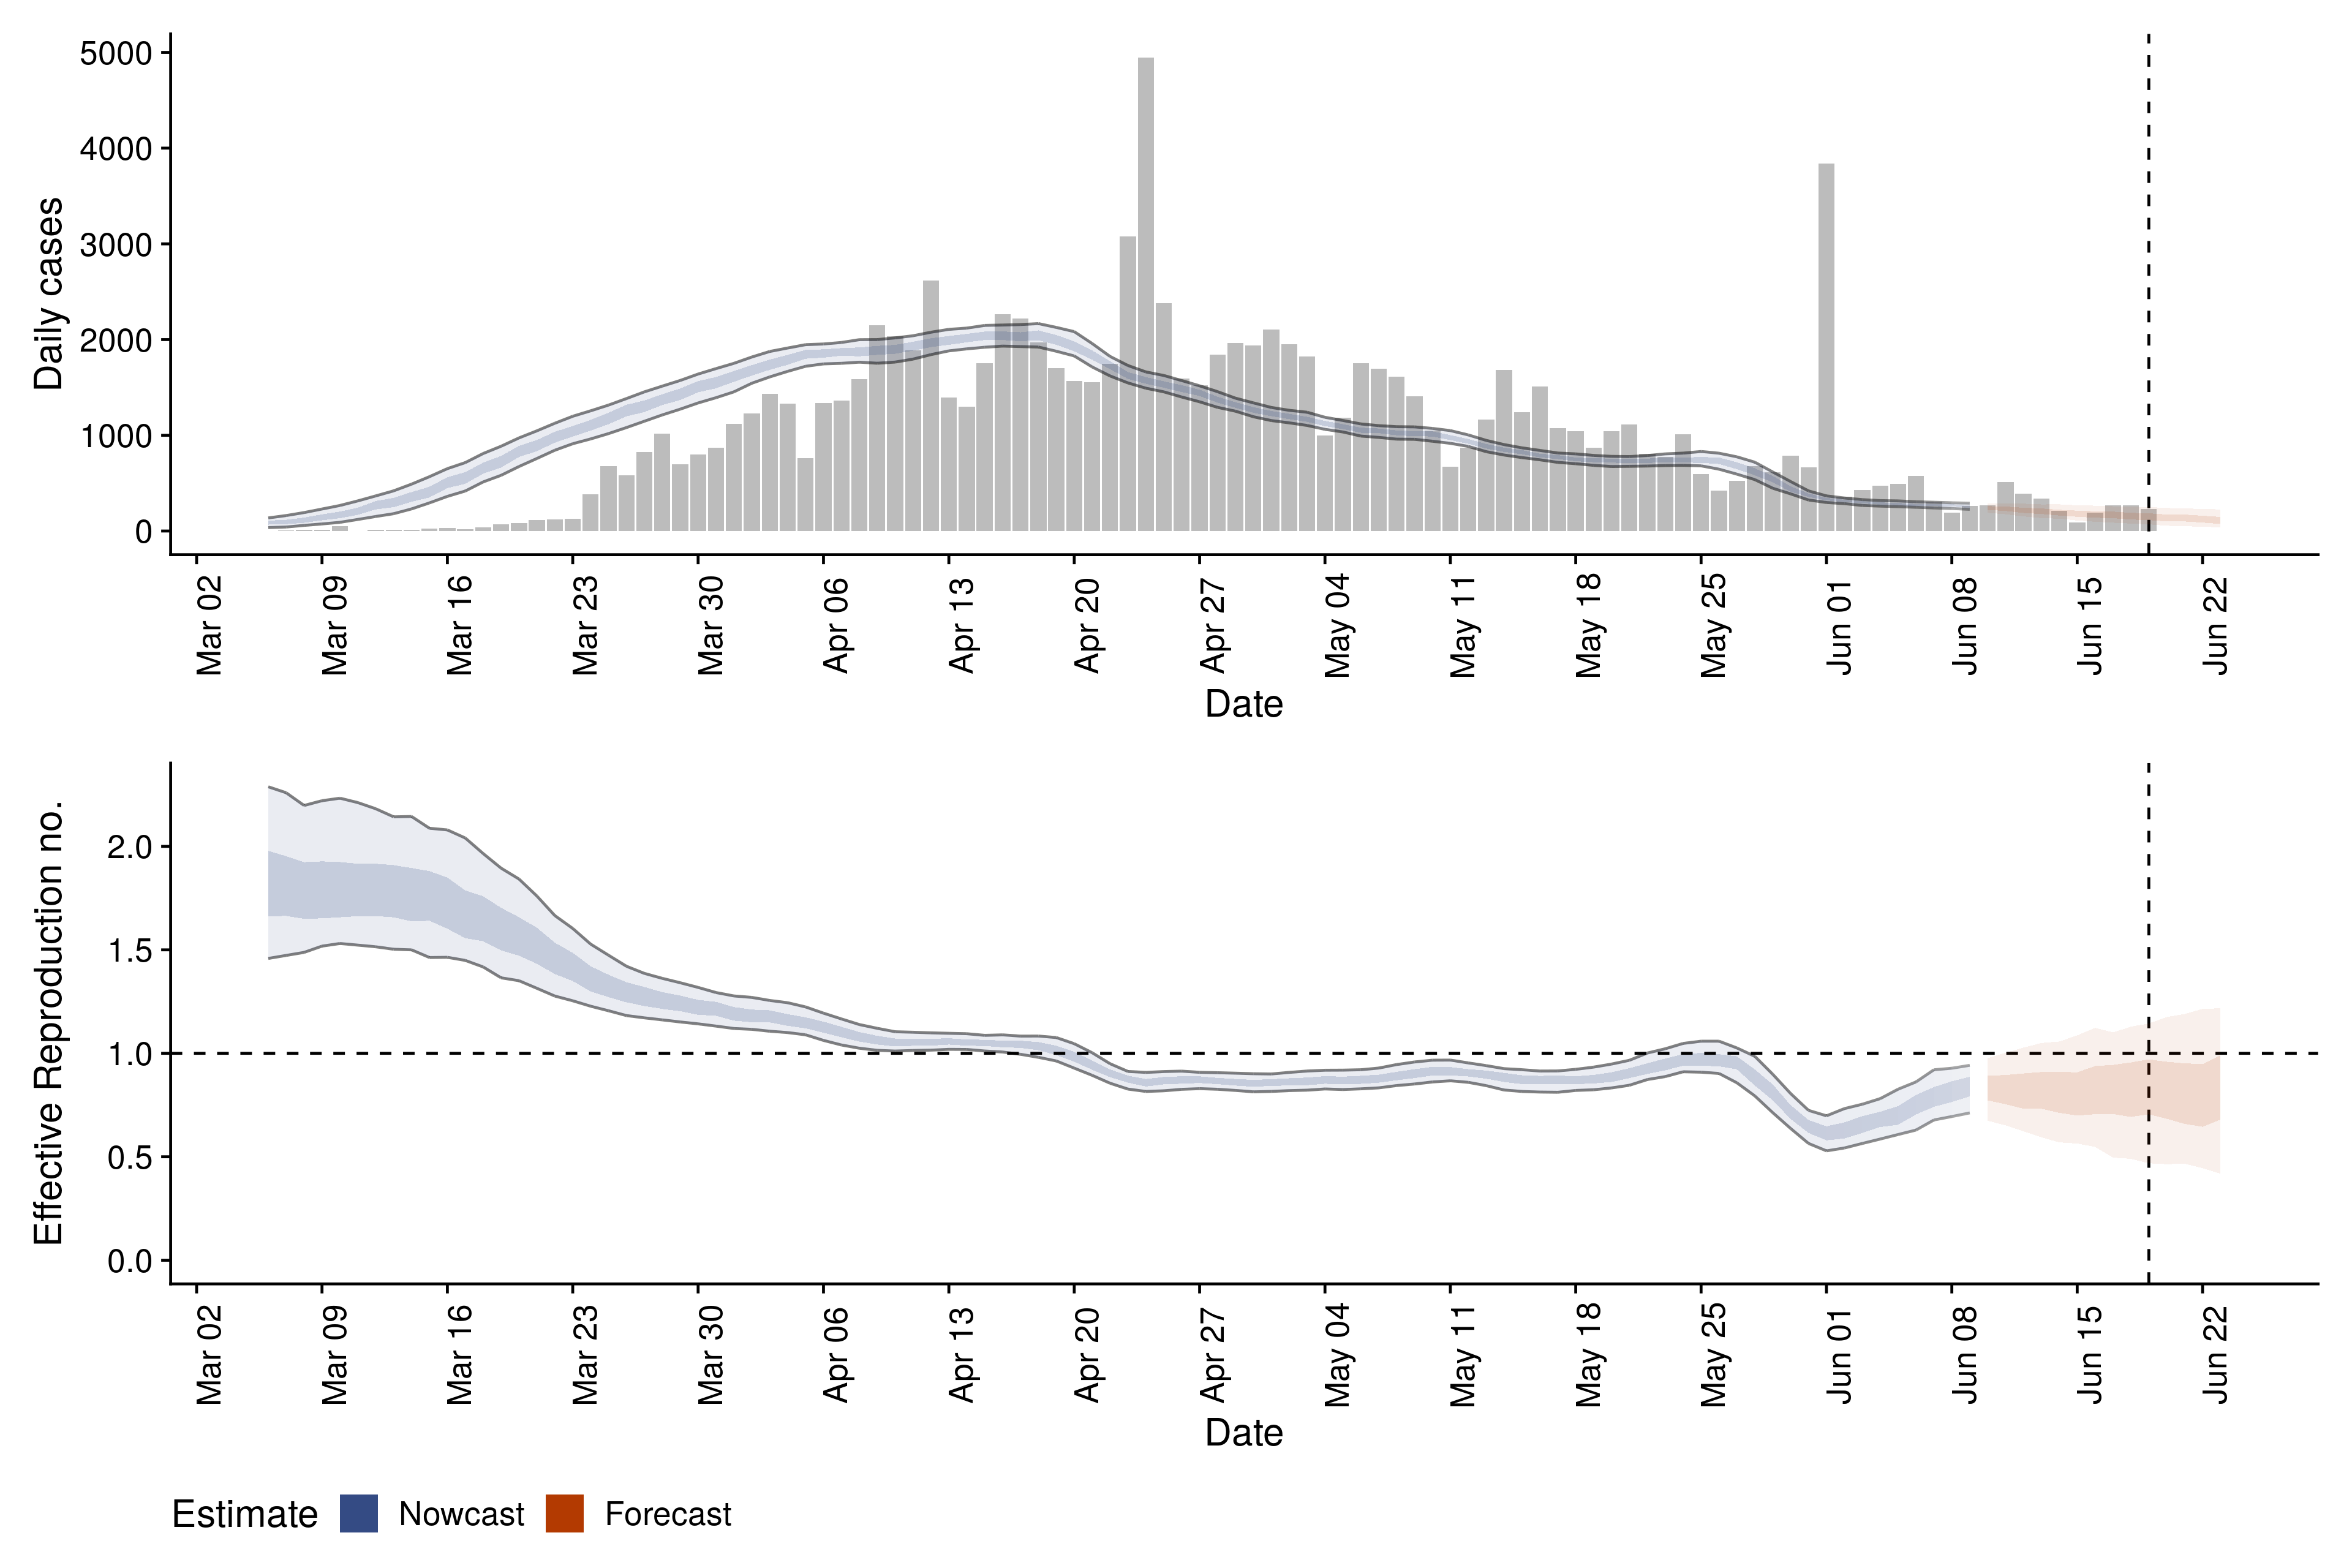 Daily cases
5000
4000
3000
2000
1000
0
Mar 02
Mar 09
Mar 16
Mar 23
Mar 30
Apr 06
Apr 13
Apr 20
Apr 27
May 04
May 11
May 18
May 25
Jun 01
Jun 08
Jun 15
Jun 22
Date
Effective Reproduction no.
2.0
1.5
1.0
0.5
0.0
Mar 02
Mar 09
Mar 16
Mar 23
Mar 30
Apr 06
Apr 13
Apr 20
Apr 27
May 04
May 11
May 18
May 25
Jun 01
Jun 08
Jun 15
Jun 22
Date
Estimate Nowcast Forecast